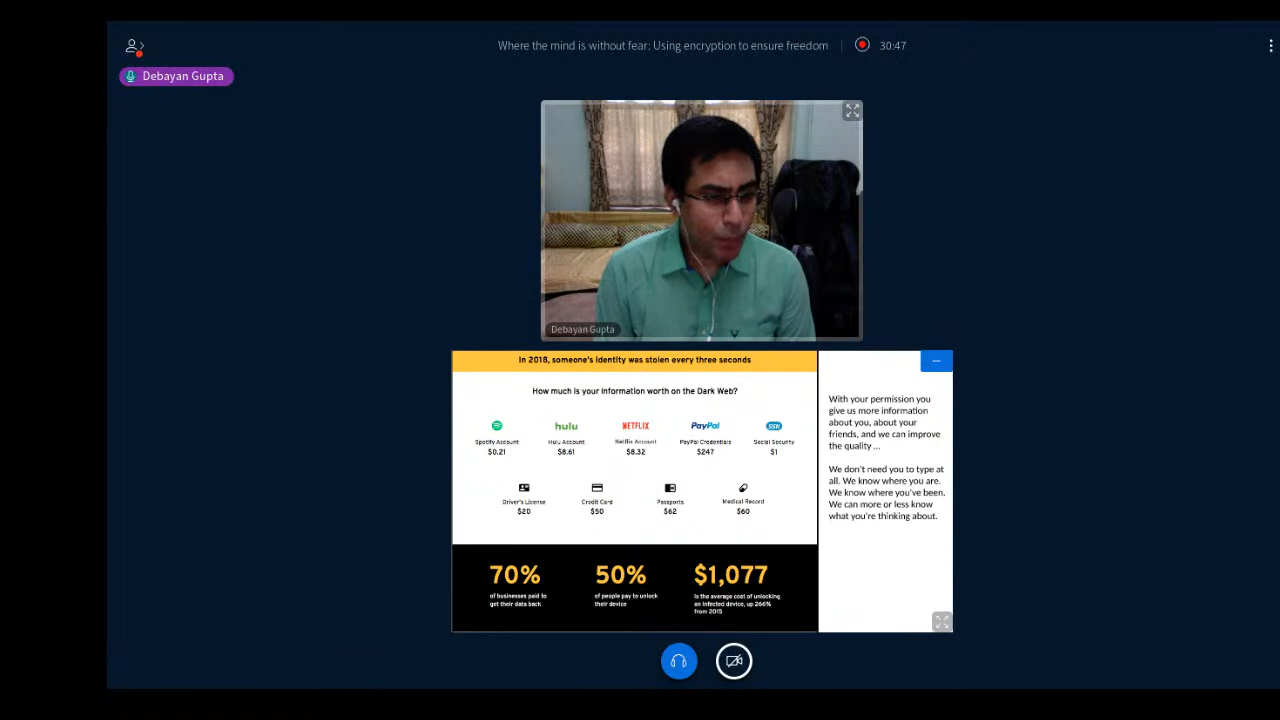 Where the mind is without fear: Using encryption to ensure freedom
30:47
Debayan Gupta
Debayan Gupta
In 2018, someone's identity was stolen every three seconds
How much is your information worth on the Dark Web?
hulu
NETFLIX
PayPal
SSN
Spotify Account
Hulu Account
Netflix Account
PayPal Credentials
Social Security
$0.21
$8.61
$8.32
$247
$1
Driver's License
Credit Card
Passports
Medical Record
$20
$50
$62
$60
70%
of businesses paid to
get their data back
50%
of people pay to unlock
their device
$1,077
is the average cost of unlocking
an infected device, up 266%
from 2015
With your permission you
give us more information
about you, about your
friends, and we can improve
the quality ...
We don't need you to type at
all. We know where you are.
We know where you've been.
We can more or less know
what you're thinking about.